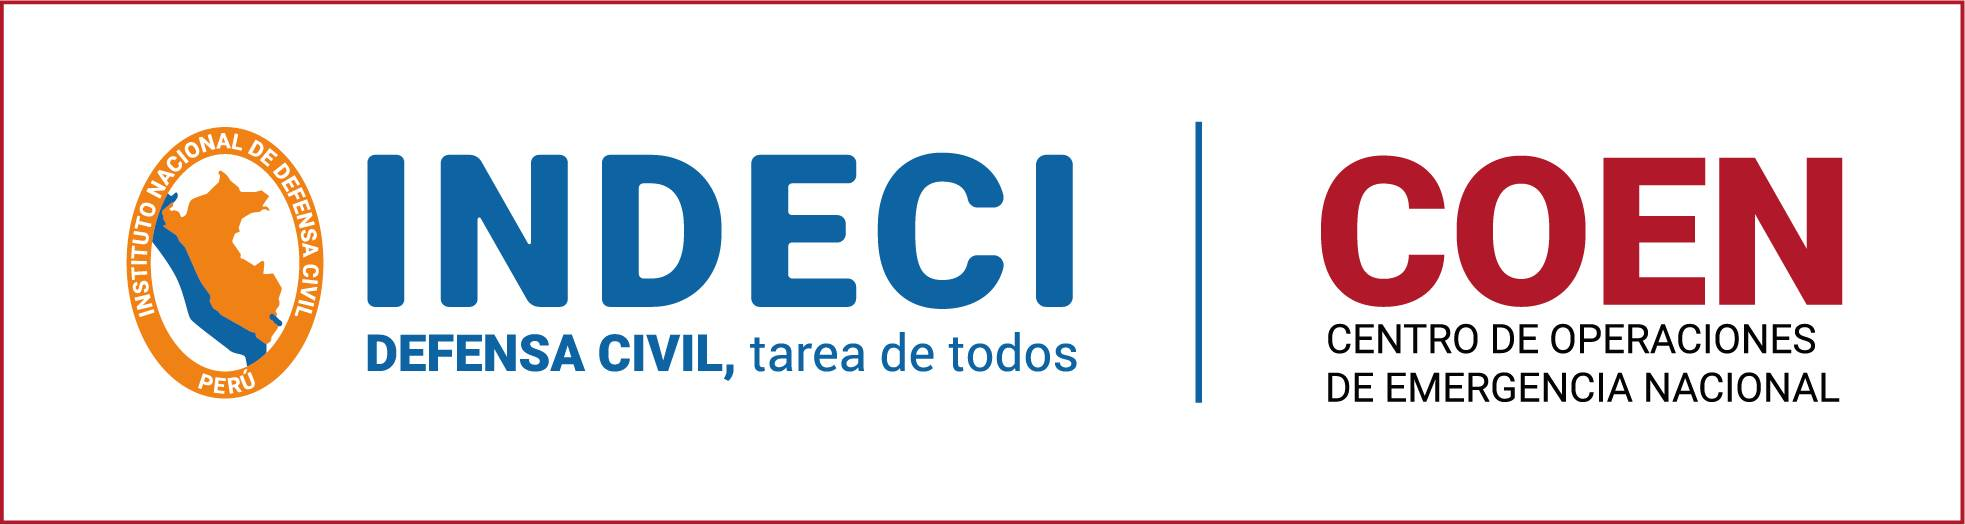 INSTITUTO NACIONAL DE DEFENSA CIVIL
PERÚ
INDECI
DEFENSA CIVIL, tarea de todos
COEN
CENTRO DE OPERACIONES
DE EMERGENCIA NACIONAL